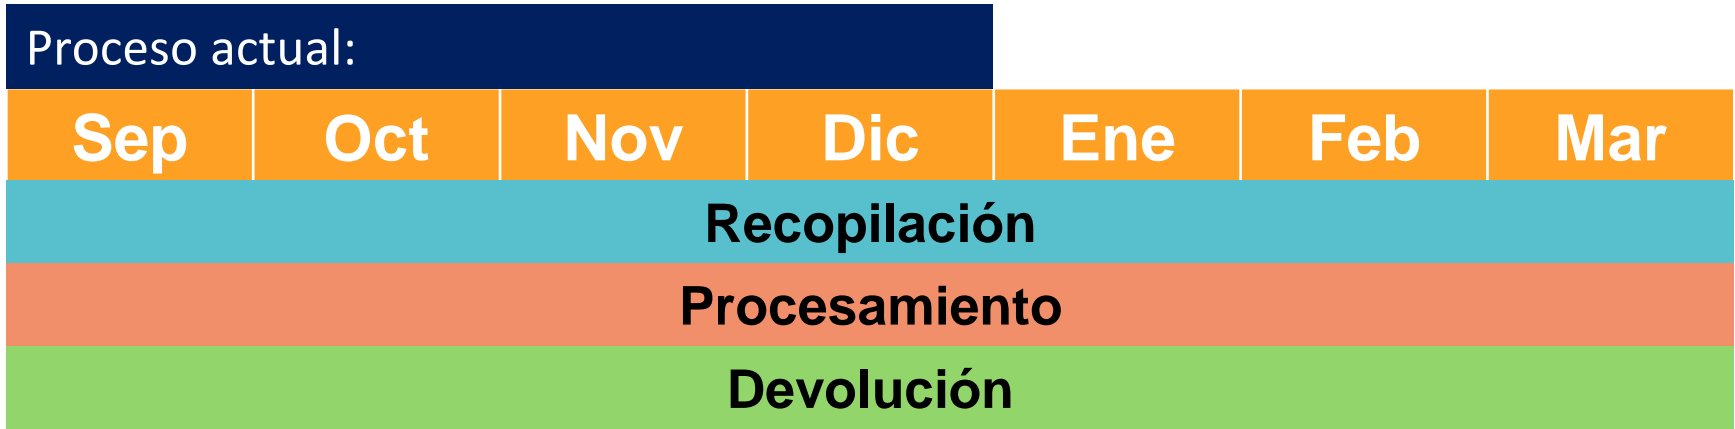 Proceso actual:
Sep Oct Nov Dic Ene Feb Mar
Recopilación
Procesamiento
Devolución